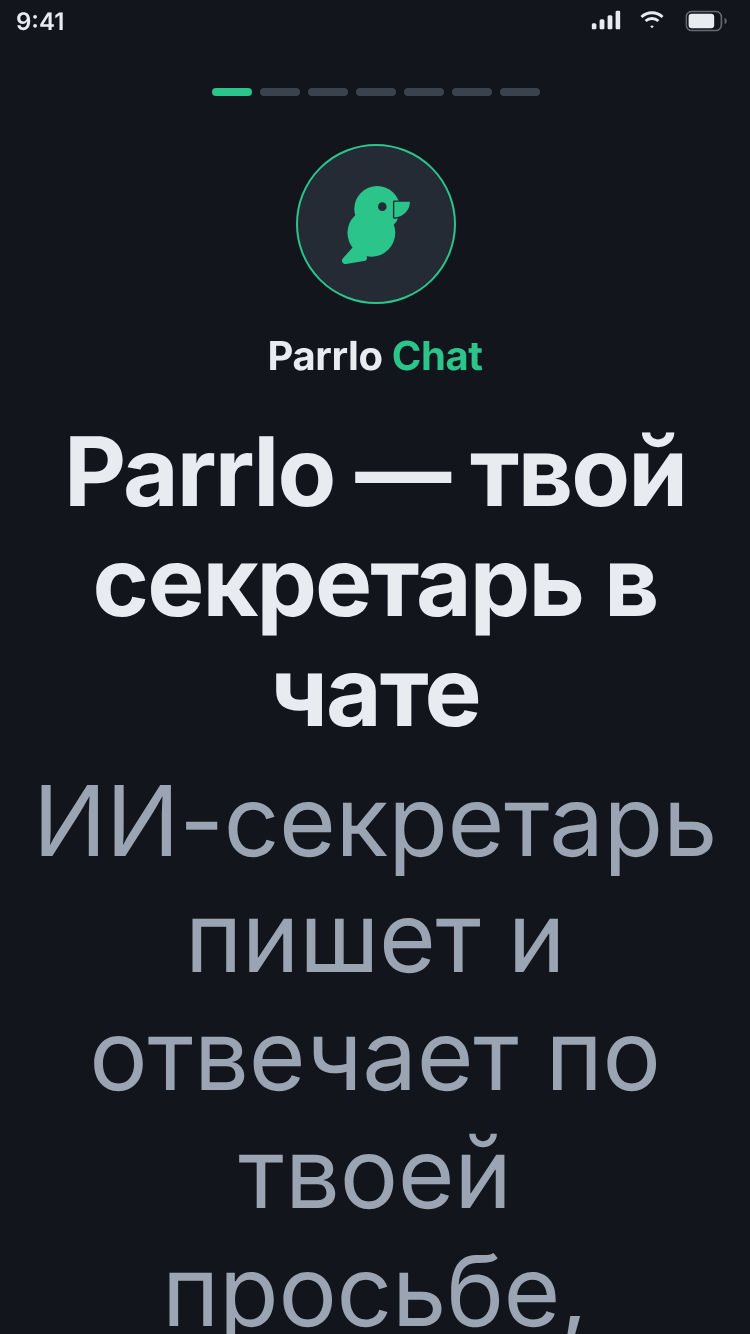 9:41
Parrlo Chat
Parrlo — твой
секретарь в
чате
ИИ-секретарь
пишет и
отвечает по
твоей
просьбе,